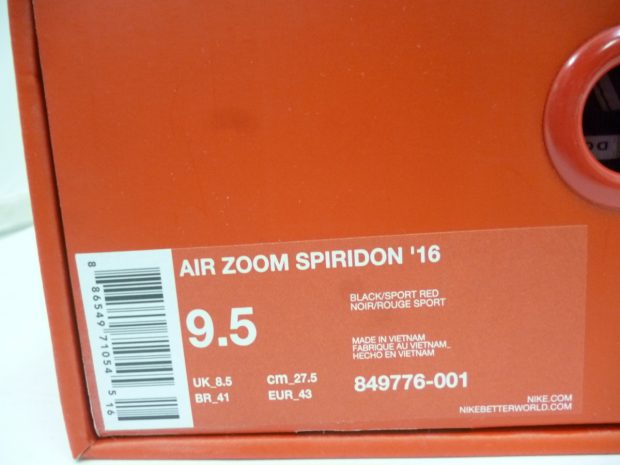 AIR ZOOM SPIRIDON '16
9.5
BLACK/SPORT RED
NOIR/ROUGE SPORT
MADE IN VIETNAM
FABRIQUE AU VIETNAM_
HECHO EN VIETNAM
UK_8.5 cm_27.5
BR_41 EUR_43
849776-001
NIKE.COM
NIKEBETTERWORLD.COM
8 86549 71054 5 16